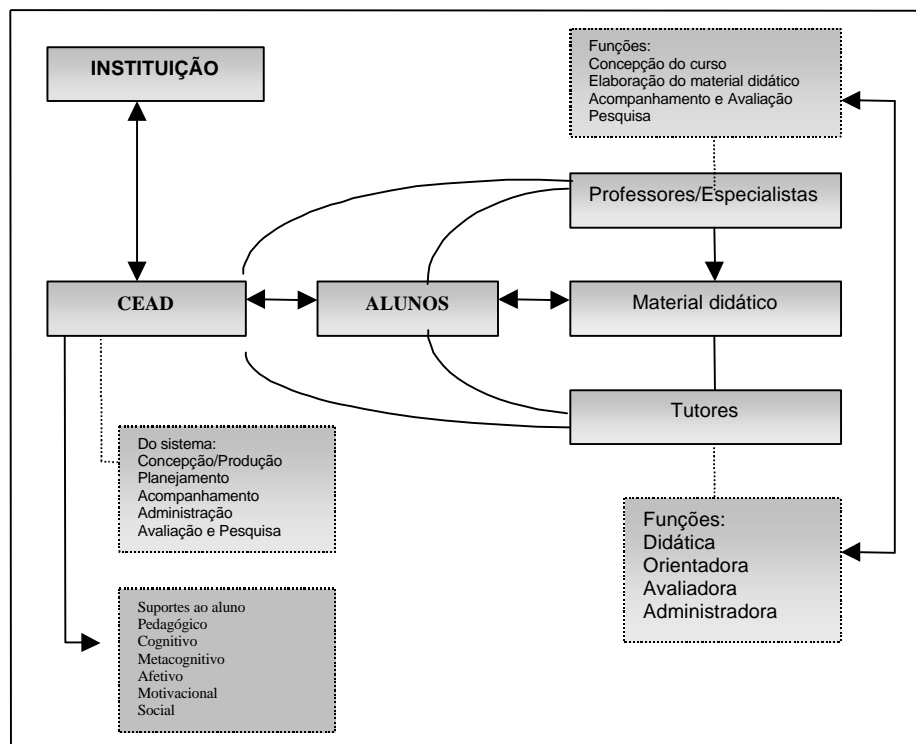 INSTITUIÇÃO
Funções:
Concepção do curso
Elaboração do material didático
Acompanhamento e Avaliação
Pesquisa
Professores/Especialistas
CEAD
ALUNOS
Material didático
Tutores
Do sistema:
Concepção/Produção
Planejamento
Acompanhamento
Administração
Avaliação e Pesquisa
Funções:
Didática
Orientadora
Avaliadora
Administradora
Suportes ao aluno
Pedagógico
Cognitivo
Metacognitivo
Afetivo
Motivacional
Social